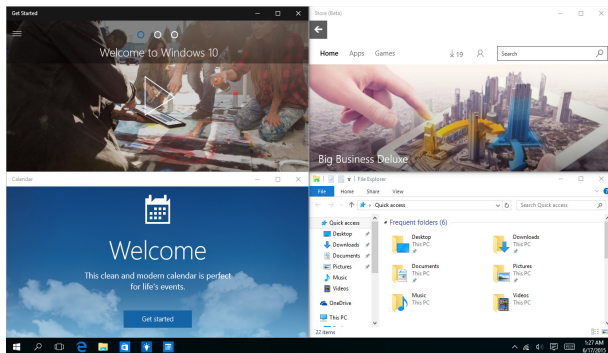 Get Started
Welcome to Windows 10
Store (Beta)
Home Apps Games 19 Search
Big Business Deluxe
Calendar
Welcome
This clean and modern calendar is perfect
for life's events.
Get started
File Explorer
File Home Share View
Quick access Search Quick access
Quick access
Desktop
Downloads
Documents
Pictures
Music
Videos
OneDrive
This PC
Frequent folders (6)
Desktop
This PC
Downloads
This PC
Documents
This PC
Pictures
This PC
Music
This PC
Videos
This PC
22 items
1:27 AM
6/17/2015